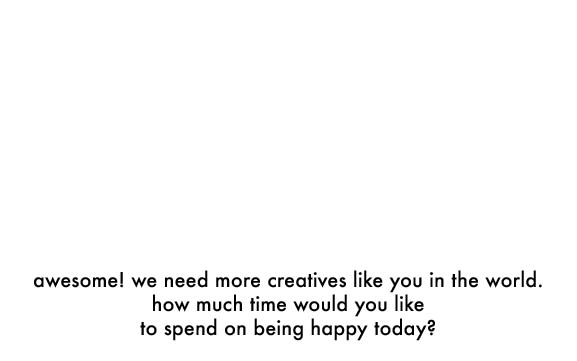 awesome! we need more creatives like you in the world.
how much time would you like
to spend on being happy today?